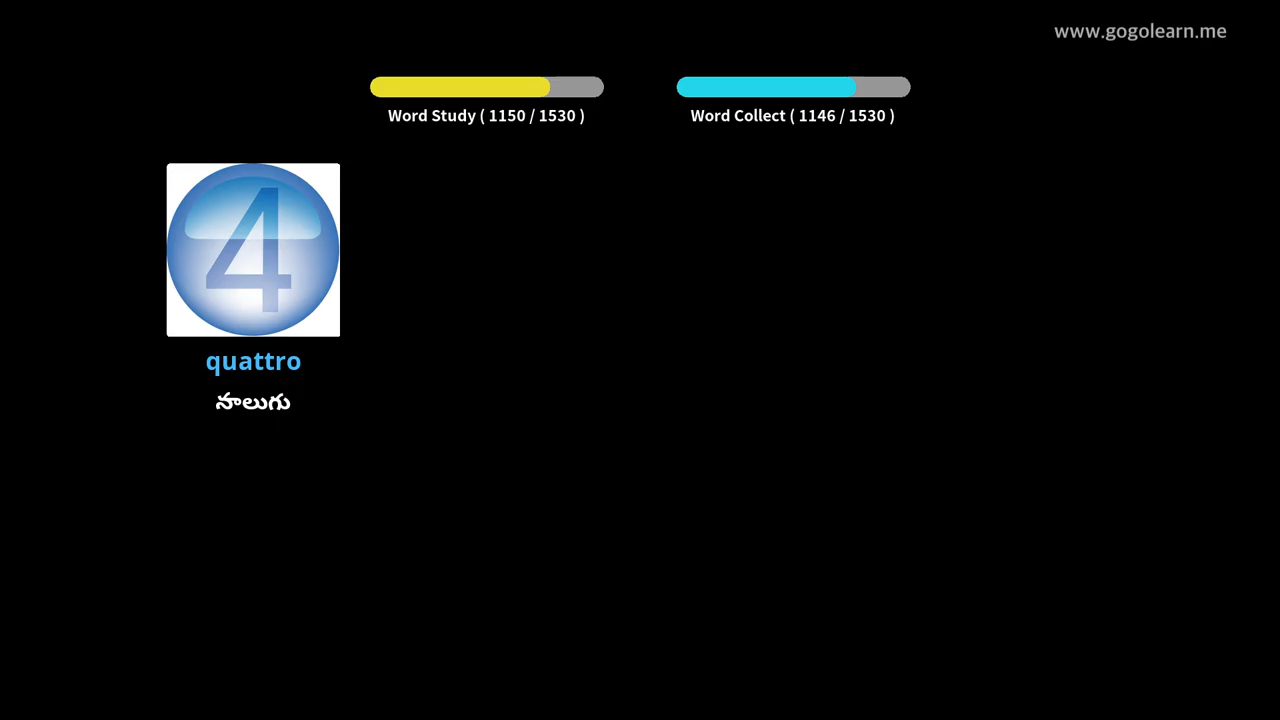 www.gogolearn.me
Word Study ( 1150 / 1530 )
Word Collect ( 1146 / 1530 )
4
quattro
నాలుగు